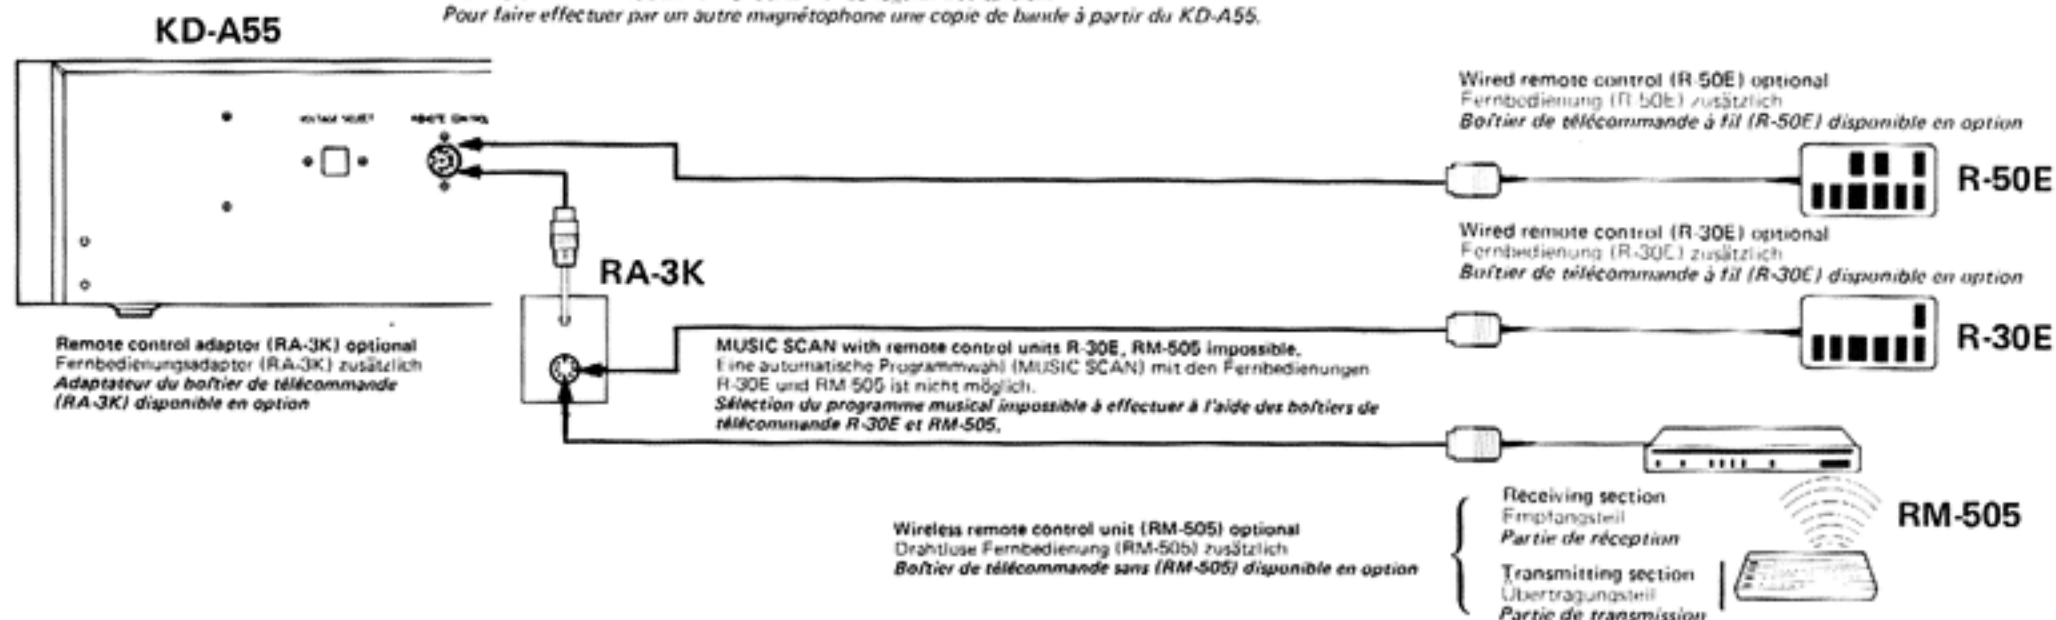 Pour faire effectuer par un autre magnétophone une copie de bande à partir du KD-A55.
KD-A55
VOLTAGE SELECT
REMOTE CONTROL
Wired remote control (R-50E) optional
Fernbedienung (R-50E) zusätzlich
Boîtier de télécommande à fil (R-50E) disponible en option
R-50E
Wired remote control (R-30E) optional
Fernbedienung (R-30E) zusätzlich
Boîtier de télécommande à fil (R-30E) disponible en option
R-30E
RA-3K
Remote control adaptor (RA-3K) optional
Fernbedienungsadaptor (RA-3K) zusätzlich
Adaptateur du boîtier de télécommande
(RA-3K) disponible en option
MUSIC SCAN with remote control units R-30E, RM-505 impossible.
Eine automatische Programmwahl (MUSIC SCAN) mit den Fernbedienungen
R-30E und RM-505 ist nicht möglich.
Sélection du programme musical impossible à effectuer à l'aide des boîtiers de
télécommande R-30E et RM-505.
Wireless remote control unit (RM-505) optional
Drahtlose Fernbedienung (RM-505) zusätzlich
Boîtier de télécommande sans (RM-505) disponible en option
Receiving section
Empfangsteil
Partie de réception
Transmitting section
Übertragungsteil
Partie de transmission
RM-505